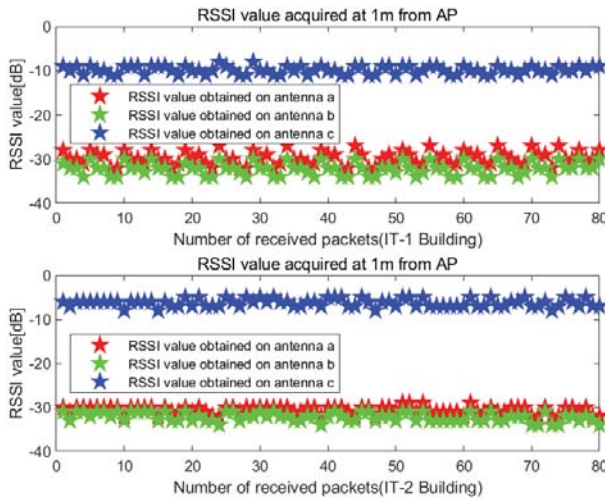 RSSI value acquired at 1m from AP
0
-10
-20
-30
-40
RSSI value[dB]
RSSI value obtained on antenna a
RSSI value obtained on antenna b
RSSI value obtained on antenna c
0 10 20 30 40 50 60 70 80
Number of received packets(IT-1 Building)
RSSI value acquired at 1m from AP
0
-10
-20
-30
-40
RSSI value[dB]
RSSI value obtained on antenna a
RSSI value obtained on antenna b
RSSI value obtained on antenna c
0 10 20 30 40 50 60 70 80
Number of received packets(IT-2 Building)